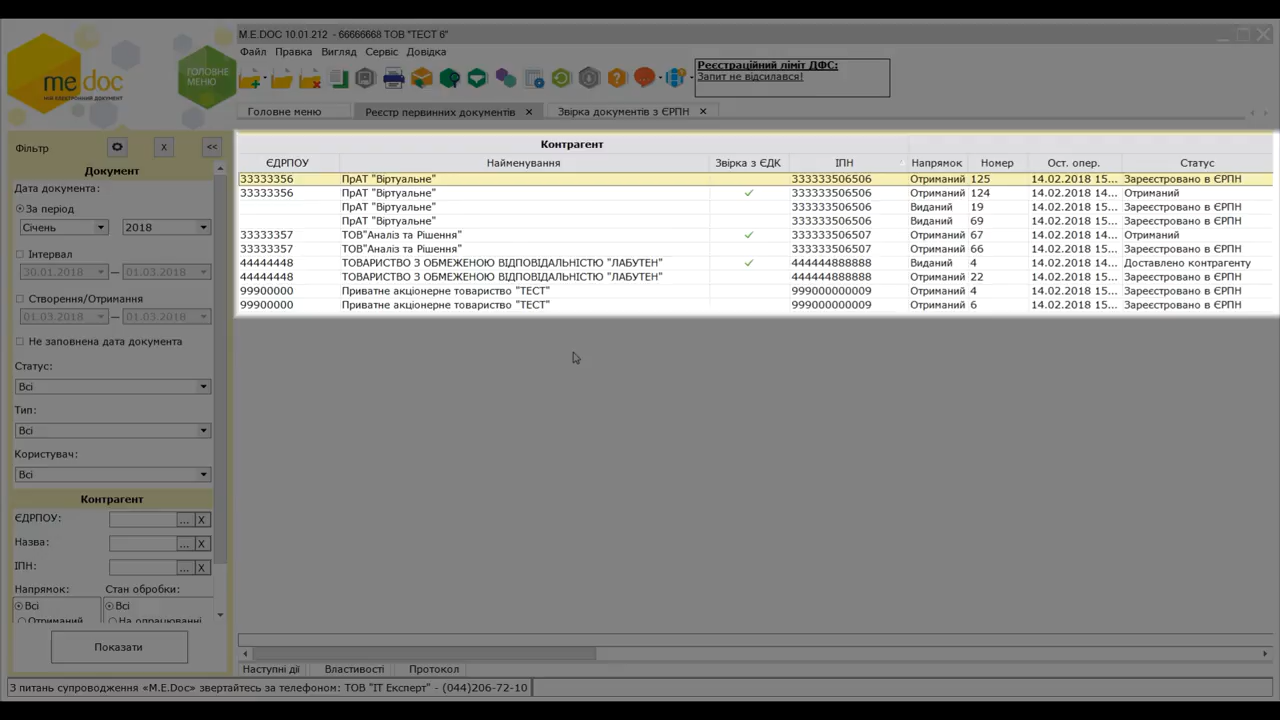 me doc
мій електронний документ
ГОЛОВНЕ
МЕНЮ
M.E.DOC 10.01.212 - 66666668 ТОВ "ТЕСТ 6"
Файл Правка Вигляд Сервіс Довідка
Реєстраційний ліміт ДФС:
Запит не відсилався!
Головне меню Реєстр первинних документів Звірка документів з ЄРПН
Фільтр X <<
Документ
Дата документа:
За період
Січень 2018
Інтервал
30.01.2018 — 01.03.2018
Створення/Отримання
01.03.2018 — 01.03.2018
Не заповнена дата документа
Статус:
Всі
Тип:
Всі
Користувач:
Всі
Контрагент
ЄДРПОУ: ... X
Назва: ... X
ІПН: ... X
Напрямок: Стан обробки:
Всі Всі
Отриманий На опрацюванні
Показати
Контрагент
ЄДРПОУ Найменування Звірка з ЄДК ІПН Напрямок Номер Ост. опер. Статус
33333356 ПрАТ "Віртуальне" 333333506506 Отриманий 125 14.02.2018 15... Зареєстровано в ЄРПН
33333356 ПрАТ "Віртуальне" ✓ 333333506506 Отриманий 124 14.02.2018 14... Отриманий
ПрАТ "Віртуальне" 333333506506 Виданий 19 14.02.2018 15... Зареєстровано в ЄРПН
ПрАТ "Віртуальне" 333333506506 Виданий 69 14.02.2018 15... Зареєстровано в ЄРПН
33333357 ТОВ"Аналіз та Рішення" ✓ 333333506507 Отриманий 67 14.02.2018 14... Отриманий
33333357 ТОВ"Аналіз та Рішення" 333333506507 Отриманий 66 14.02.2018 15... Зареєстровано в ЄРПН
44444448 ТОВАРИСТВО З ОБМЕЖЕНОЮ ВІДПОВІДАЛЬНІСТЮ "ЛАБУТЕН" ✓ 444444888888 Виданий 4 14.02.2018 14... Доставлено контрагенту
44444448 ТОВАРИСТВО З ОБМЕЖЕНОЮ ВІДПОВІДАЛЬНІСТЮ "ЛАБУТЕН" 444444888888 Отриманий 22 14.02.2018 15... Зареєстровано в ЄРПН
99900000 Приватне акціонерне товариство "ТЕСТ" 999000000009 Отриманий 4 14.02.2018 15... Зареєстровано в ЄРПН
99900000 Приватне акціонерне товариство "ТЕСТ" 999000000009 Отриманий 6 14.02.2018 15... Зареєстровано в ЄРПН
Наступні дії Властивості Протокол
З питань супроводження «M.E.Doc» звертайтесь за телефоном: ТОВ "ІТ Експерт" - (044)206-72-10